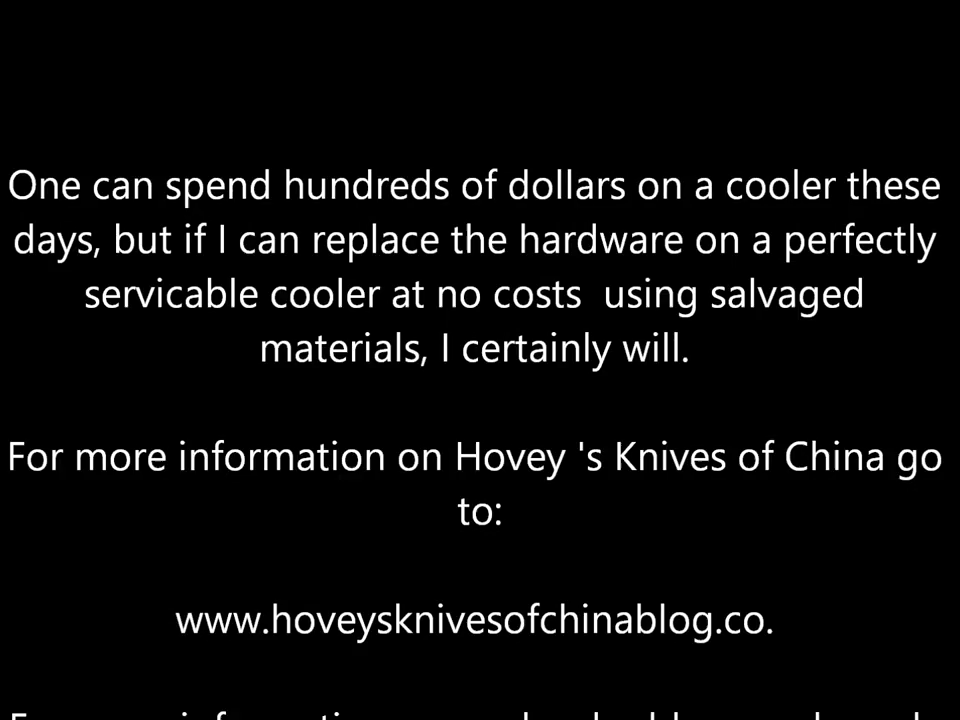 One can spend hundreds of dollars on a cooler these
days, but if I can replace the hardware on a perfectly
servicable cooler at no costs  using salvaged
materials, I certainly will.
For more information on Hovey 's Knives of China go
to:
www.hoveysknivesofchinablog.co.